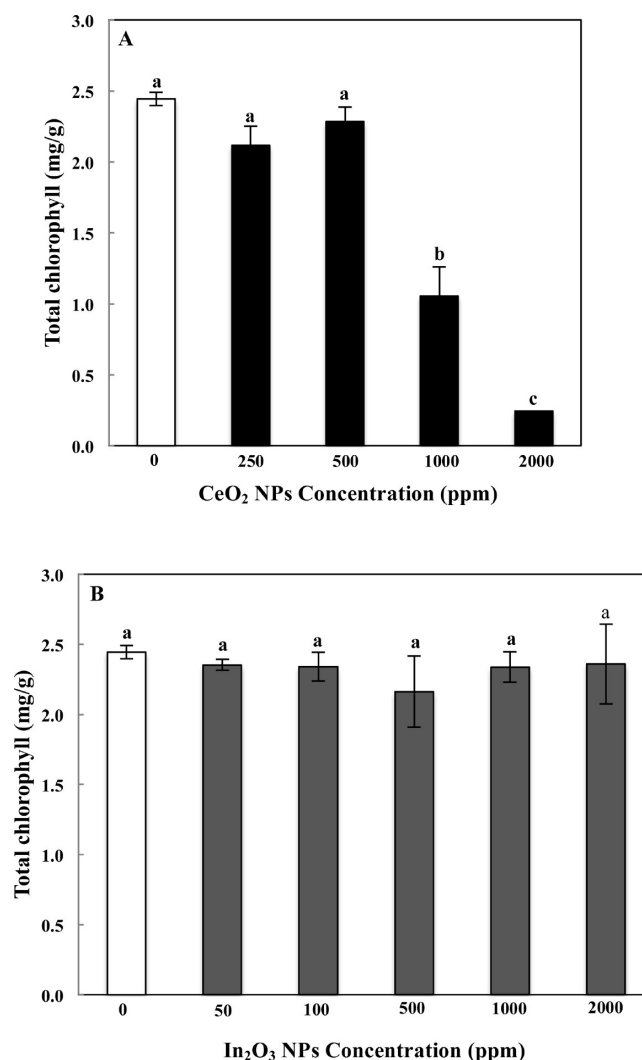 A
Total chlorophyll (mg/g)
3.0
2.5
2.0
1.5
1.0
0.5
0.0
a
a
a
b
c
0 250 500 1000 2000
CeO₂ NPs Concentration (ppm)
B
Total chlorophyll (mg/g)
3.0
2.5
2.0
1.5
1.0
0.5
0.0
a
a
a
a
a
a
0 50 100 500 1000 2000
In₂O₃ NPs Concentration (ppm)